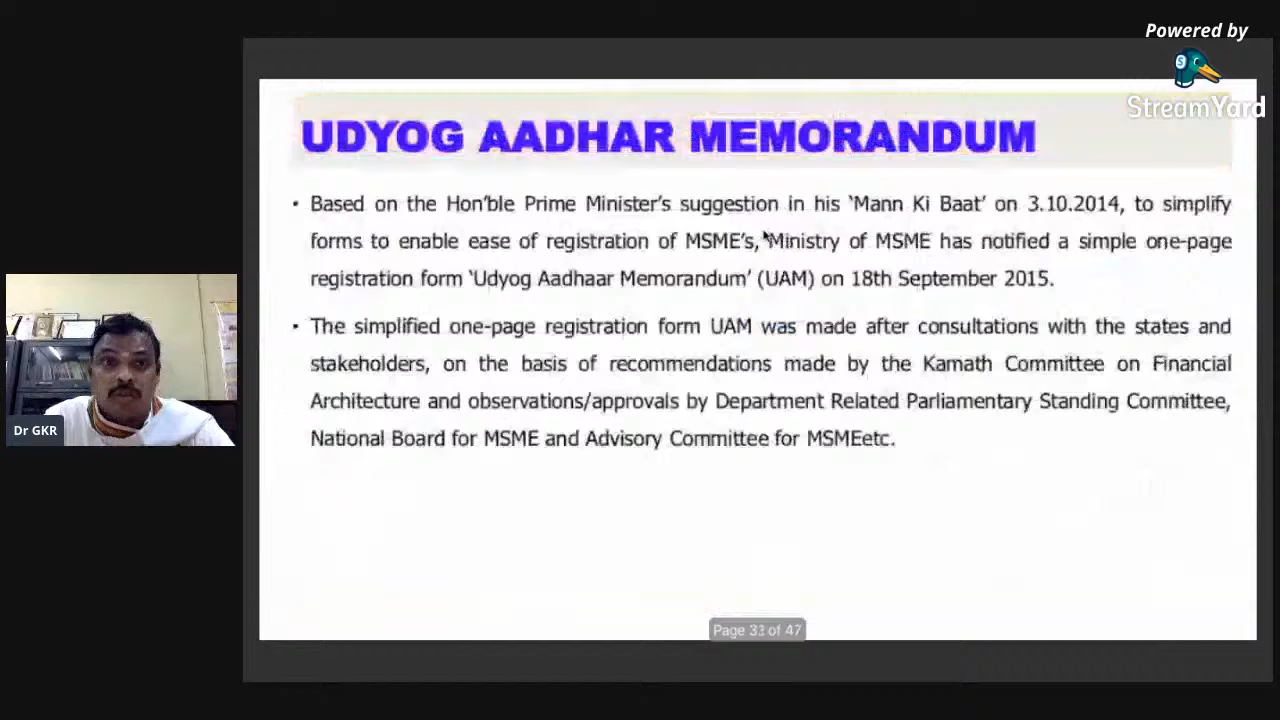 Powered by
StreamYard
UDYOG AADHAR MEMORANDUM
• Based on the Hon'ble Prime Minister's suggestion in his 'Mann Ki Baat' on 3.10.2014, to simplify
forms to enable ease of registration of MSME's, Ministry of MSME has notified a simple one-page
registration form 'Udyog Aadhaar Memorandum' (UAM) on 18th September 2015.
• The simplified one-page registration form UAM was made after consultations with the states and
stakeholders, on the basis of recommendations made by the Kamath Committee on Financial
Architecture and observations/approvals by Department Related Parliamentary Standing Committee,
National Board for MSME and Advisory Committee for MSMEetc.
Dr GKR
Page 33 of 47